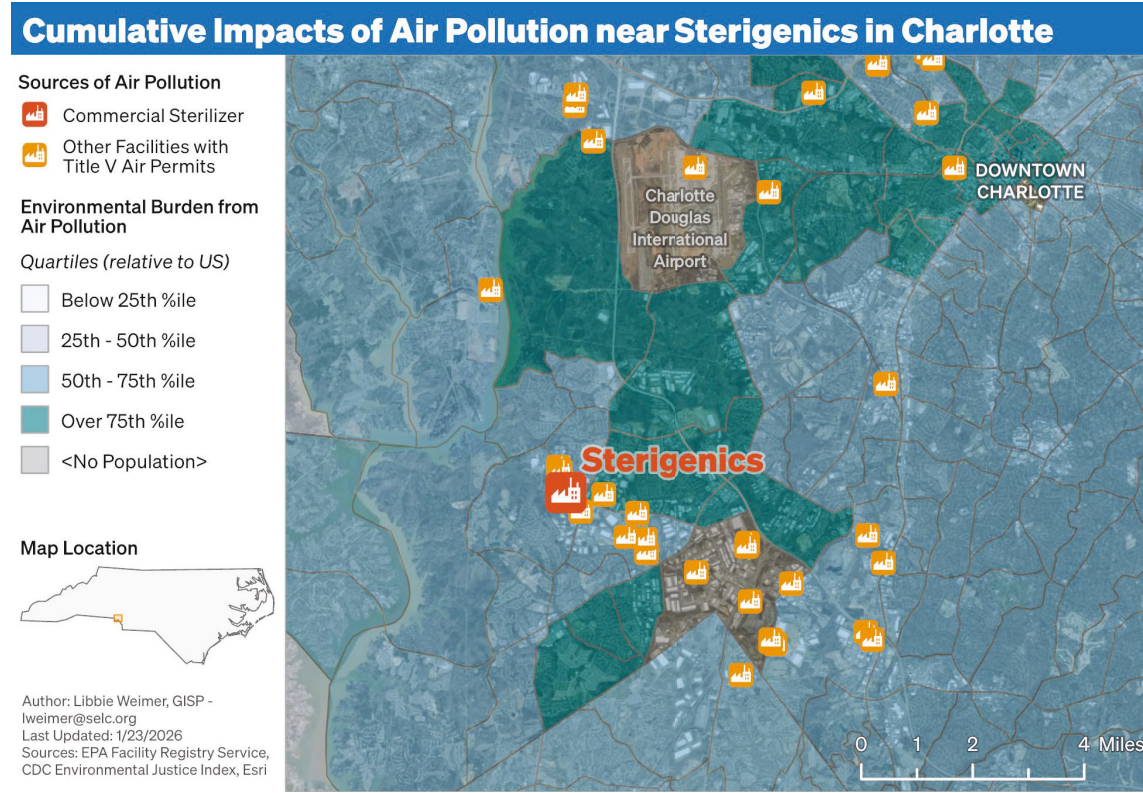 Cumulative Impacts of Air Pollution near Sterigenics in Charlotte
Sources of Air Pollution
Commercial Sterilizer
Other Facilities with
Title V Air Permits
Environmental Burden from
Air Pollution
Quartiles (relative to US)
Below 25th %ile
25th - 50th %ile
50th - 75th %ile
Over 75th %ile
<No Population>
Map Location
Author: Libbie Weimer, GISP -
lweimer@selc.org
Last Updated: 1/23/2026
Sources: EPA Facility Registry Service,
CDC Environmental Justice Index, Esri
DOWNTOWN
CHARLOTTE
Charlotte
Douglas
International
Airport
Sterigenics
0 1 2 4 Miles